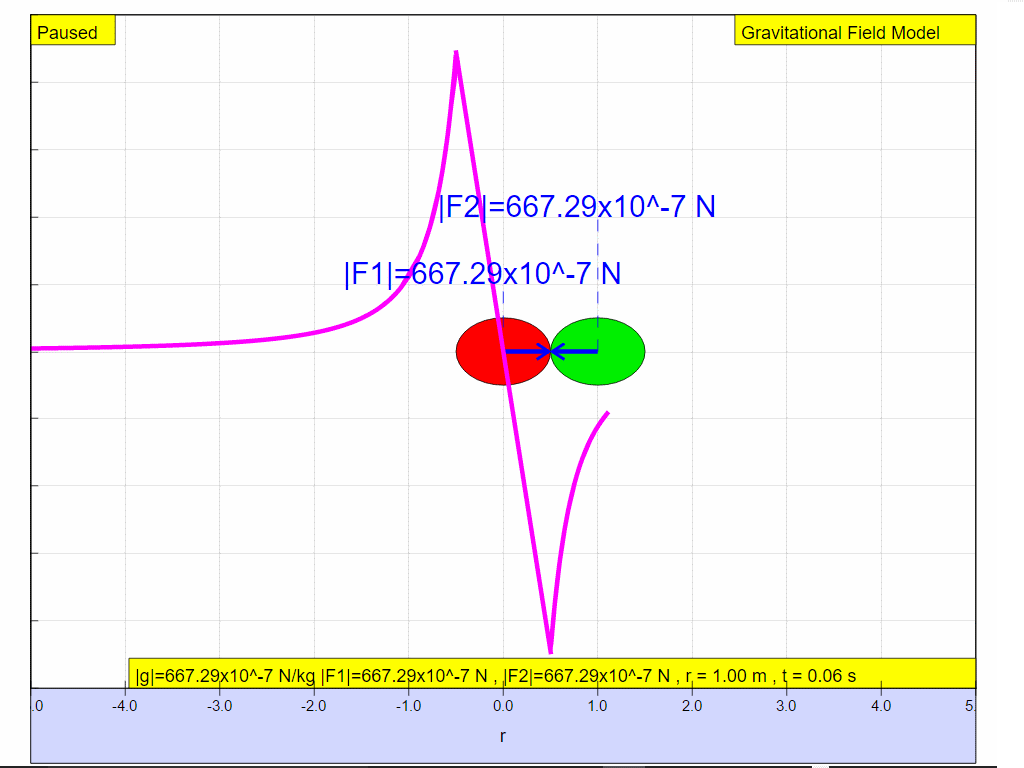 Paused
Gravitational Field Model
|F2|=667.29x10^-7 N
|F1|=667.29x10^-7 N
|g|=667.29x10^-7 N/kg |F1|=667.29x10^-7 N , |F2|=667.29x10^-7 N , r = 1.00 m , t = 0.06 s
.0 -4.0 -3.0 -2.0 -1.0 0.0 1.0 2.0 3.0 4.0 5.
r